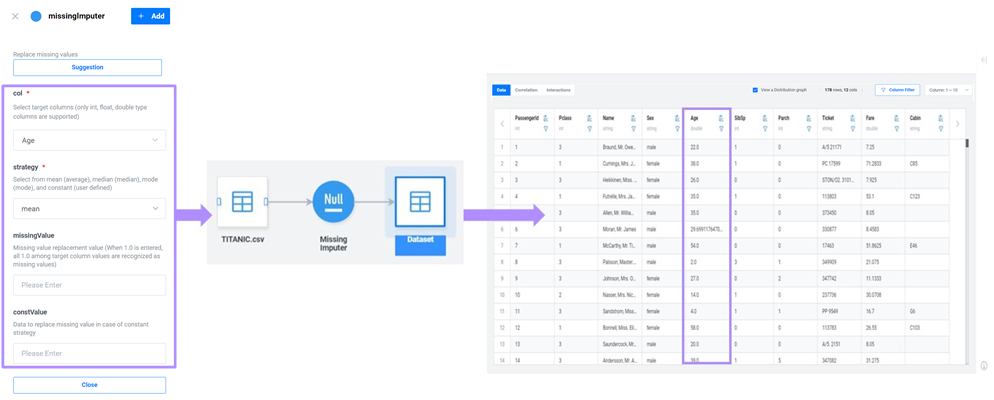 missingImputer
+ Add
Replace missing values
Suggestion
col *
Select target columns (only int, float, double type
columns are supported)
Age
strategy *
Select from mean (average), median (median), mode
(mode), and constant (user defined)
mean
missingValue
Missing value replacement value (When 1.0 is entered,
all 1.0 among target column values are recognized as
missing values)
Please Enter
constValue
Data to replace missing value in case of constant
strategy
Please Enter
Close
TITANIC.csv
Null
Missing
Imputer
Dataset
Data Correlation Interactions
View a Distribution graph
178 rows, 12 cols
Column Filter
Column: 1 – 10
PassengerId Pclass Name Sex Age SibSp Parch Ticket Fare Cabin
int int string string double int int string double string
1 1 3 Braund, Mr. Owe... male 22.0 1 0 A/5 21171 7.25
2 2 1 Cumings, Mrs. J... female 38.0 1 0 PC 17599 71.2833 C85
3 3 3 Heikkinen, Miss. ... female 26.0 0 0 STON/O2. 3101... 7.925
4 4 1 Futrelle, Mrs. Ja... female 35.0 1 0 113803 53.1 C123
3 Allen, Mr. Willia... male 35.0 0 0 373450 8.05
6 6 3 Moran, Mr. James male 29.6991176470... 0 0 330877 8.4583
7 7 1 McCarthy, Mr. Ti... male 54.0 0 0 17463 51.8625 E46
8 8 3 Palsson, Master... male 2.0 3 1 349909 21.075
9 9 3 Johnson, Mrs. O... female 27.0 0 2 347742 11.1333
10 10 2 Nasser, Mrs. Nic... female 14.0 1 0 237736 30.0708
11 11 3 Sandstrom, Miss... female 4.0 1 1 PP 9549 16.7 G6
12 12 1 Bonnell, Miss. Eli... female 58.0 0 0 113783 26.55 C103
13 13 3 Saundercock, Mr... male 20.0 0 0 A/5. 2151 8.05
14 14 3 Andersson, Mr. A... male 39.0 1 5 347082 31.275